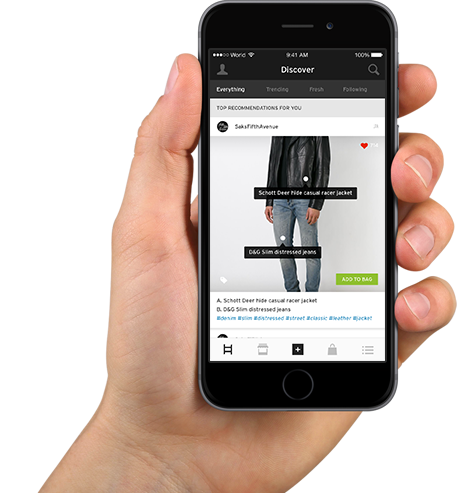 World 9:41 AM 100%
Discover
Everything Trending Fresh Following
TOP RECOMMENDATIONS FOR YOU
SaksFifthAvenue
Schott Deer hide casual racer jacket
D&G Slim distressed jeans
ADD TO BAG
A. Schott Deer hide casual racer jacket
B. D&G Slim distressed jeans
#denim #slim #distressed #street #classic #leather #jacket